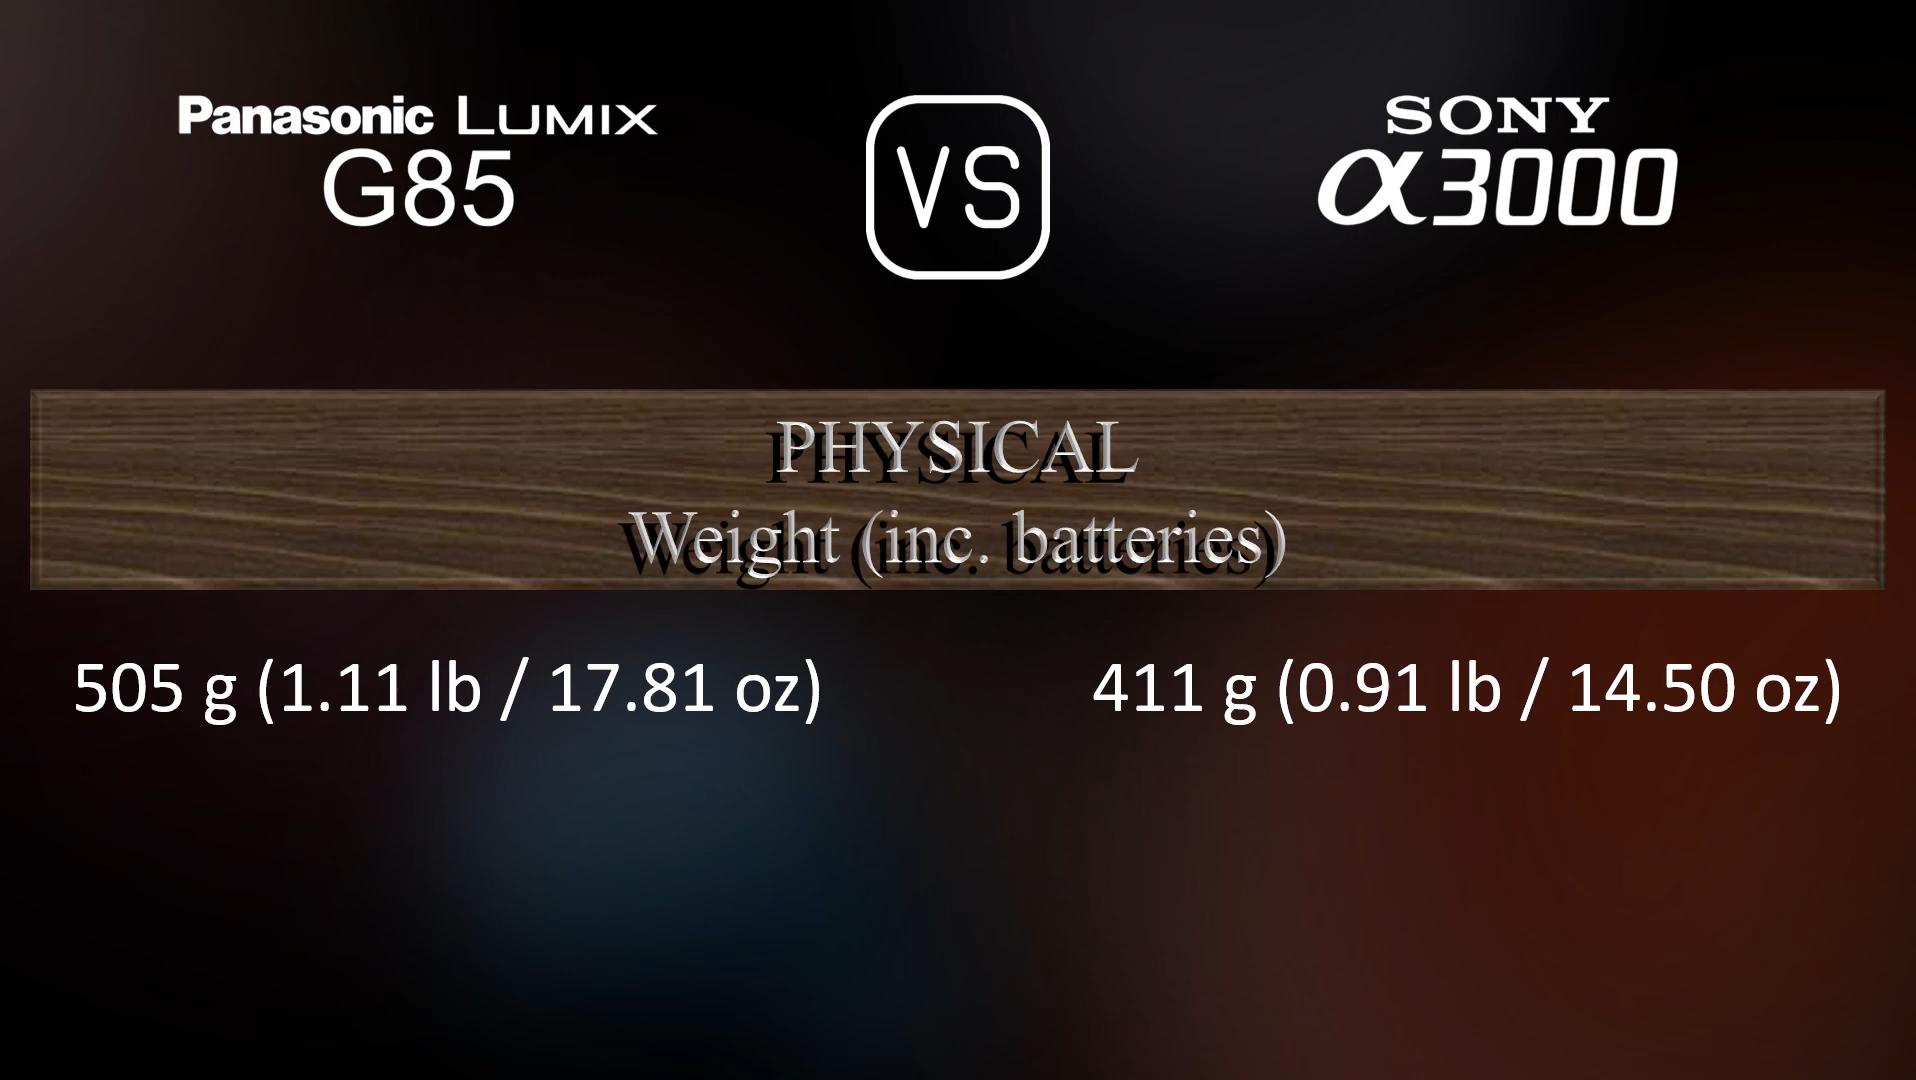 Panasonic LUMIX
G85
VS
SONY
α3000
PHYSICAL
Weight (inc. batteries)
505 g (1.11 lb / 17.81 oz)
411 g (0.91 lb / 14.50 oz)